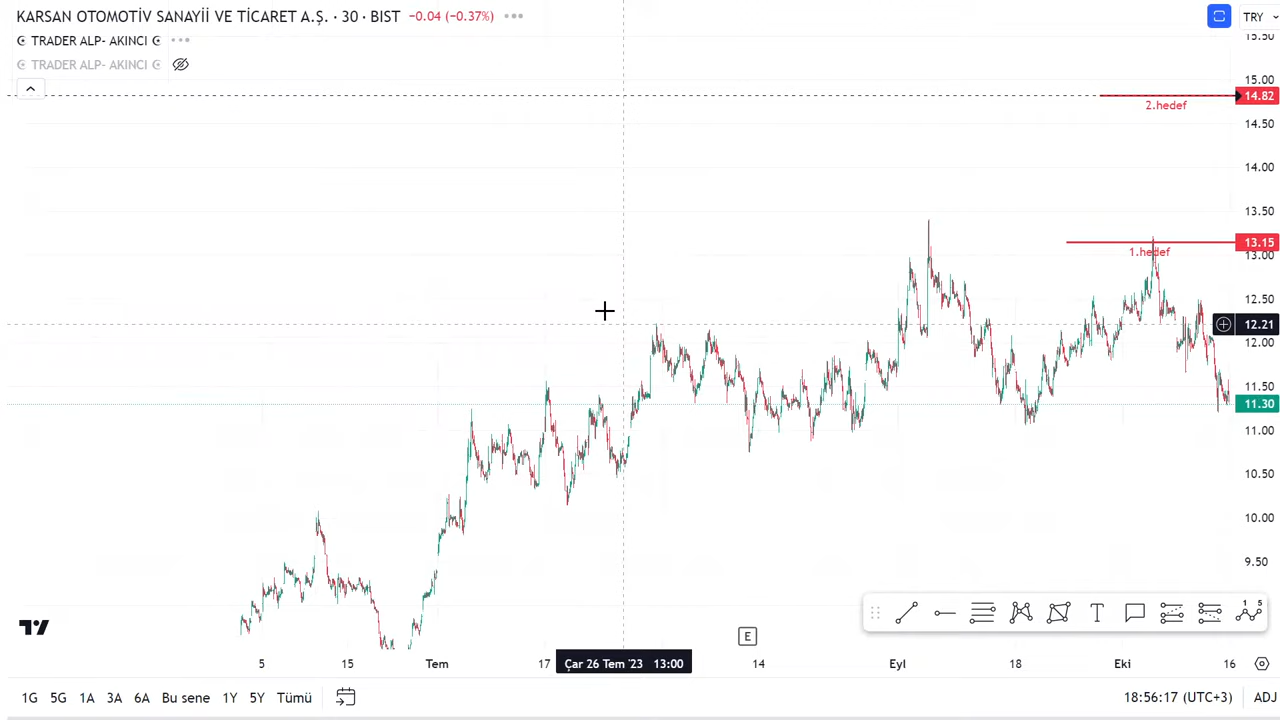 KARSAN OTOMOTİV SANAYİİ VE TİCARET A.Ş. · 30 · BIST −0.04 (−0.37%)
TRY
TRADER ALP- AKINCI
TRADER ALP- AKINCI
15.50
15.00
14.82
2.hedef
14.50
14.00
13.50
13.15
1.hedef
13.00
12.50
12.21
12.00
11.50
11.30
11.00
10.50
10.00
9.50
T
1 5
E
5 15 Tem 17 Çar 26 Tem '23 13:00 14 Eyl 18 Eki 16
1G 5G 1A 3A 6A Bu sene 1Y 5Y Tümü 18:56:17 (UTC+3) ADJ